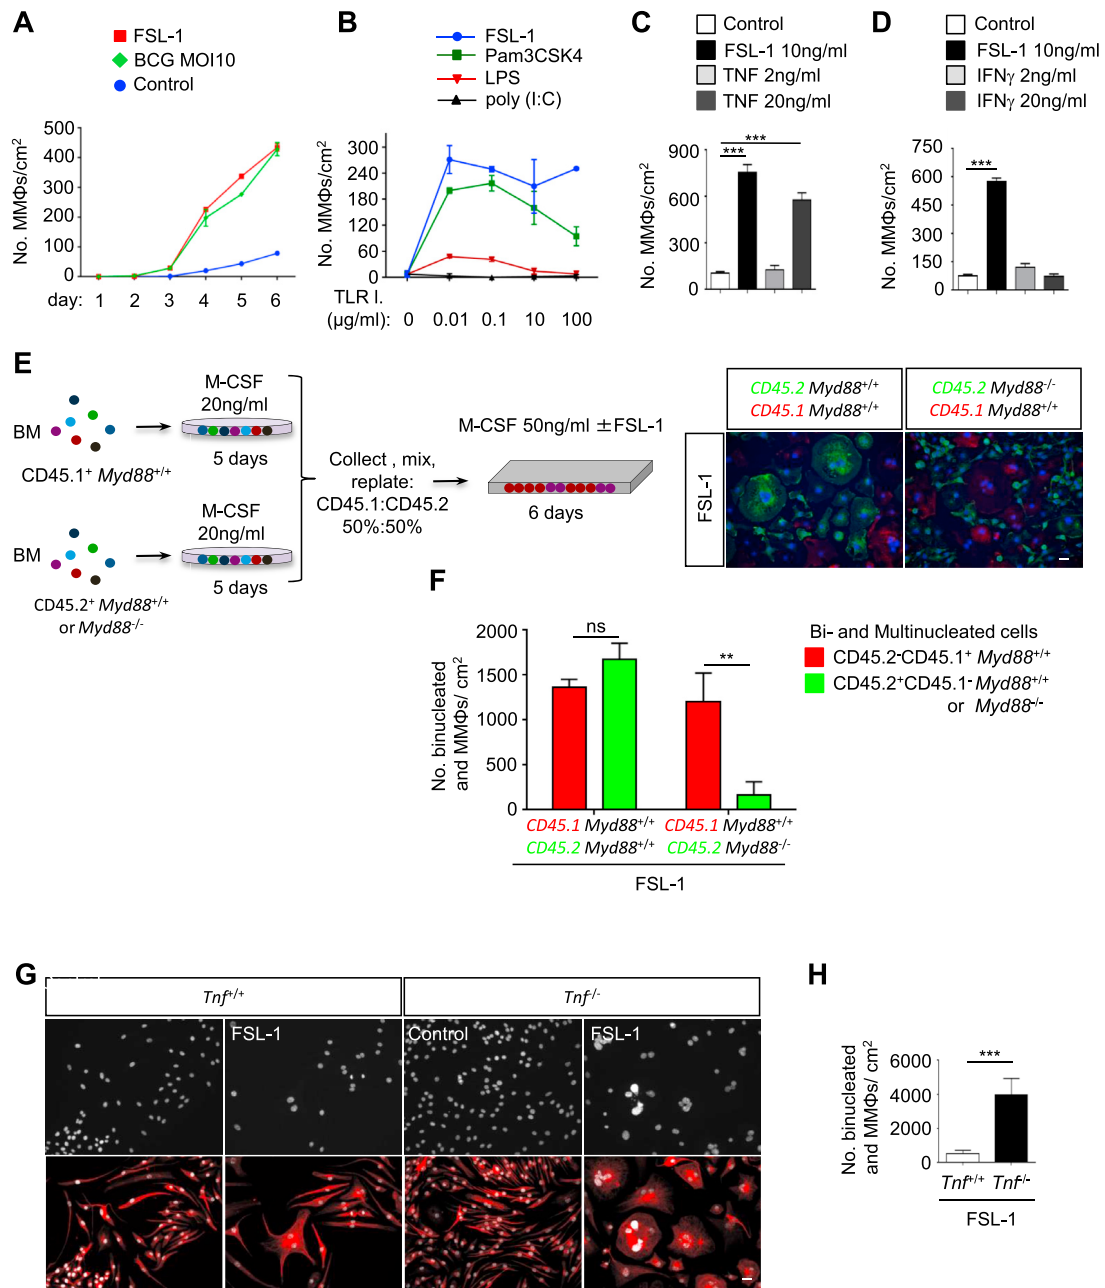 A
FSL-1
BCG MOI10
Control
No. MMΦs/cm²
500
400
300
200
100
0
day: 1 2 3 4 5 6
B
FSL-1
Pam3CSK4
LPS
poly (I:C)
No. MMΦs/cm²
300
240
180
120
60
0
TLR l.
(µg/ml): 0 0.01 0.1 10 100
C
Control
FSL-1 10ng/ml
TNF 2ng/ml
TNF 20ng/ml
No. MMΦs/cm²
900
600
300
0
***
***
D
Control
FSL-1 10ng/ml
IFNγ 2ng/ml
IFNγ 20ng/ml
No. MMΦs/cm²
750
600
450
300
150
0
***
E
BM
CD45.1⁺ Myd88⁺/⁺
M-CSF
20ng/ml
5 days
BM
CD45.2⁺ Myd88⁺/⁺
or Myd88⁻/⁻
M-CSF
20ng/ml
5 days
Collect , mix,
replate:
CD45.1:CD45.2
50%:50%
M-CSF 50ng/ml ±FSL-1
6 days
CD45.2 Myd88⁺/⁺
CD45.1 Myd88⁺/⁺
CD45.2 Myd88⁻/⁻
CD45.1 Myd88⁺/⁺
FSL-1
F
No. binucleated
and MMΦs/ cm²
2000
1500
1000
500
0
ns
**
CD45.1 Myd88⁺/⁺
CD45.2 Myd88⁺/⁺
CD45.1 Myd88⁺/⁺
CD45.2 Myd88⁻/⁻
FSL-1
Bi- and Multinucleated cells
CD45.2⁻CD45.1⁺ Myd88⁺/⁺
CD45.2⁺CD45.1⁻ Myd88⁺/⁺
or Myd88⁻/⁻
G
Tnf⁺/⁺
Tnf⁻/⁻
FSL-1
Control
FSL-1
H
No. binucleated
and MMΦs/ cm²
6000
4000
2000
0
***
Tnf⁺/⁺ Tnf⁻/⁻
FSL-1